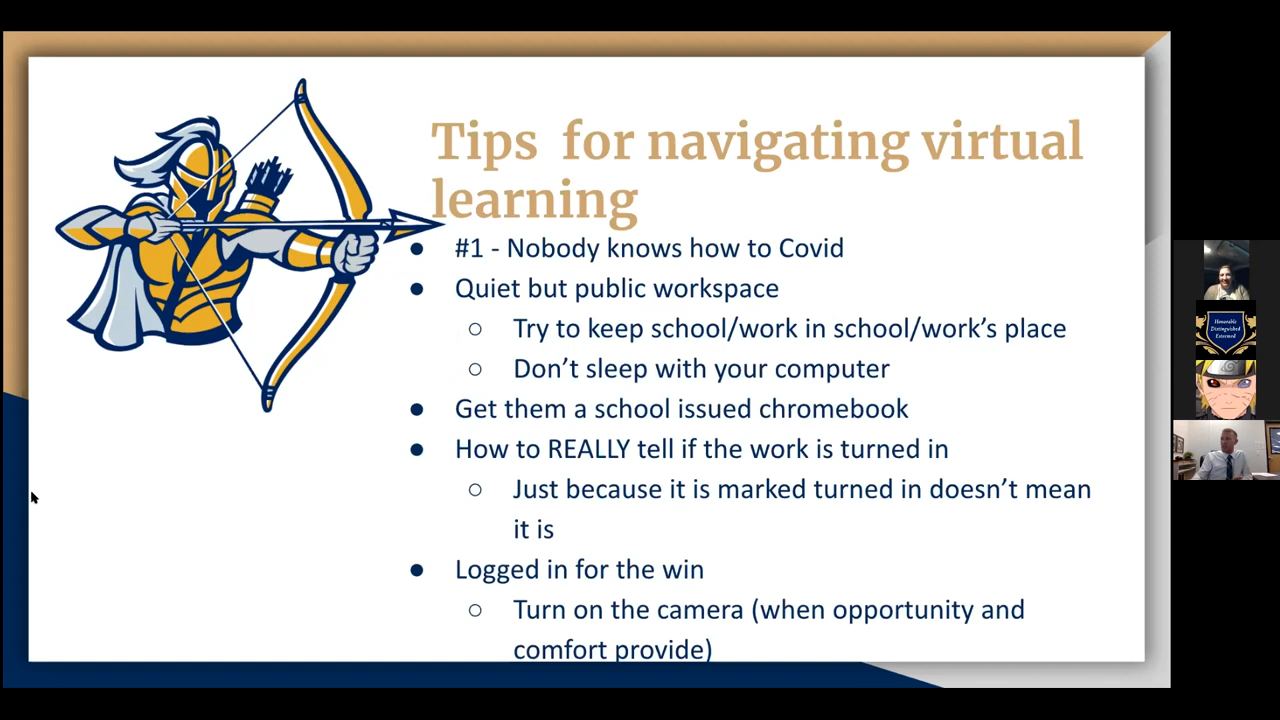 Tips for navigating virtual
learning
● #1 - Nobody knows how to Covid
● Quiet but public workspace
○ Try to keep school/work in school/work's place
○ Don't sleep with your computer
● Get them a school issued chromebook
● How to REALLY tell if the work is turned in
○ Just because it is marked turned in doesn't mean
it is
● Logged in for the win
○ Turn on the camera (when opportunity and
comfort provide)
Honorable
Distinguished
Esteemed